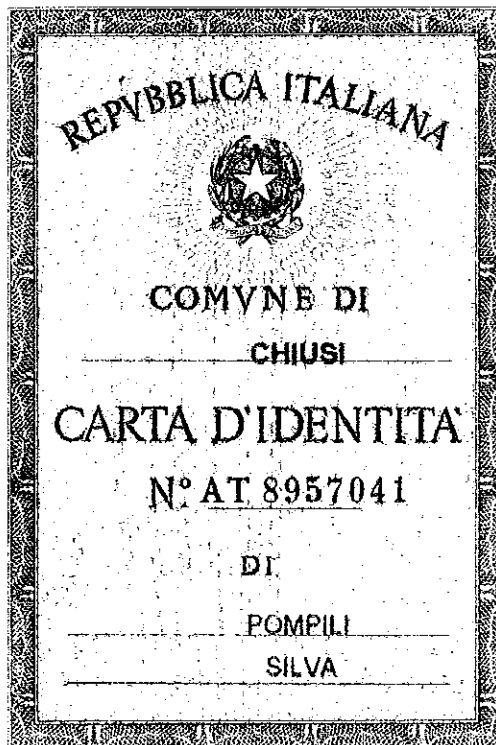 REPVBBLICA ITALIANA
COMVNE DI
CHIUSI
CARTA D'IDENTITA'
N° AT 8957041
DI
POMPILI
SILVA